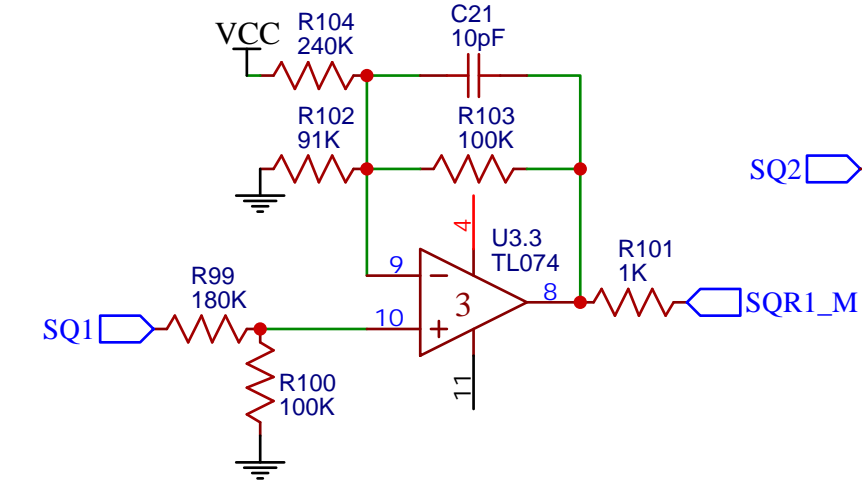 VCC
R104
240K
C21
10pF
R102
91K
R103
100K
SQ2
4
U3.3
TL074
9
3
8
R101
1K
R99
180K
10
SQ1
SQR1_M
R100
100K
11